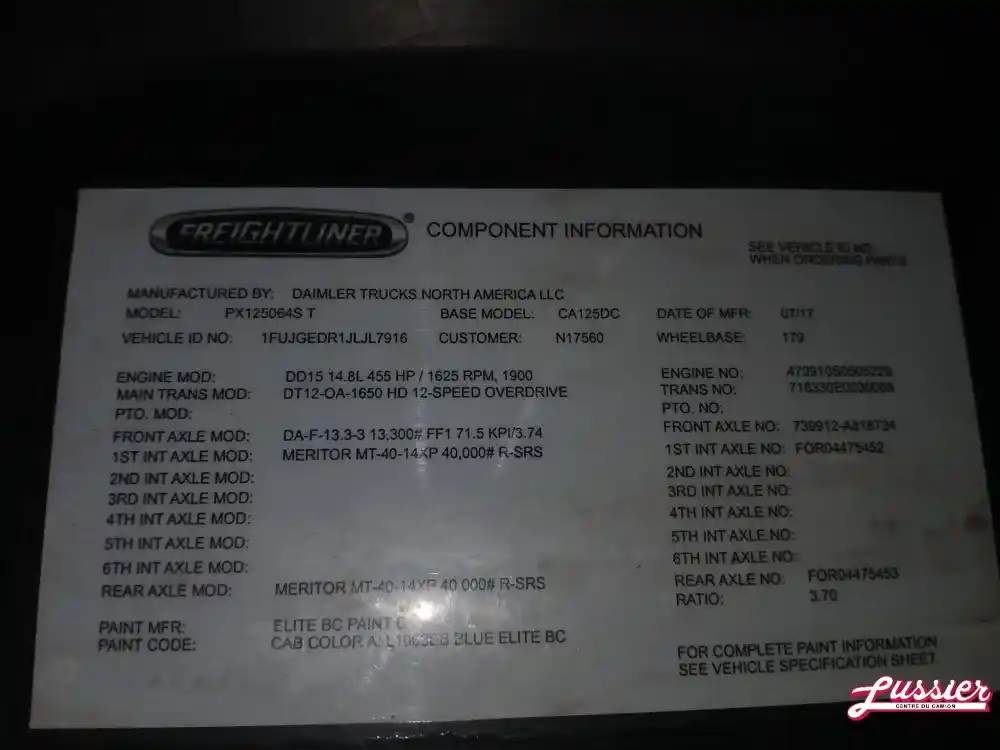 FREIGHTLINER® COMPONENT INFORMATION
SEE VEHICLE ID NO.
WHEN ORDERING PARTS
MANUFACTURED BY: DAIMLER TRUCKS NORTH AMERICA LLC
MODEL: PX125064S T BASE MODEL: CA125DC DATE OF MFR: 07/17
VEHICLE ID NO: 1FUJGEDR1JLJL7916 CUSTOMER: N17560 WHEELBASE: 179
ENGINE MOD: DD15 14.8L 455 HP / 1625 RPM, 1900 ENGINE NO:
MAIN TRANS MOD: DT12-OA-1650 HD 12-SPEED OVERDRIVE TRANS NO:
PTO. MOD: PTO. NO:
FRONT AXLE MOD: DA-F-13.3-3 13,300# FF1 71.5 KPI/3.74 FRONT AXLE NO:
1ST INT AXLE MOD: MERITOR MT-40-14XP 40,000# R-SRS 1ST INT AXLE NO: FOR04475452
2ND INT AXLE MOD: 2ND INT AXLE NO:
3RD INT AXLE MOD: 3RD INT AXLE NO:
4TH INT AXLE MOD: 4TH INT AXLE NO:
5TH INT AXLE MOD: 5TH INT AXLE NO:
6TH INT AXLE MOD: 6TH INT AXLE NO:
REAR AXLE MOD: MERITOR MT-40-14XP 40,000# R-SRS REAR AXLE NO: FOR04475453
RATIO: 3.70
PAINT MFR: ELITE BC PAINT
PAINT CODE: CAB COLOR A: BLUE ELITE BC
FOR COMPLETE PAINT INFORMATION
SEE VEHICLE SPECIFICATION SHEET.
Lussier
CENTRE DU CAMION